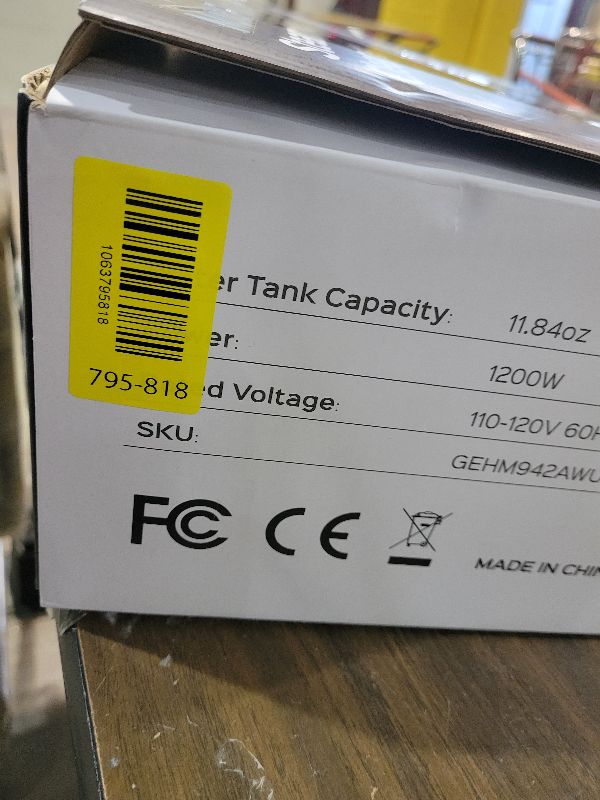 1063795818
795-818
er Tank Capacity: 11.84oz
er: 1200W
ed Voltage: 110-120V 60H
SKU: GEHM942AWU
FC CE
MADE IN CHIN